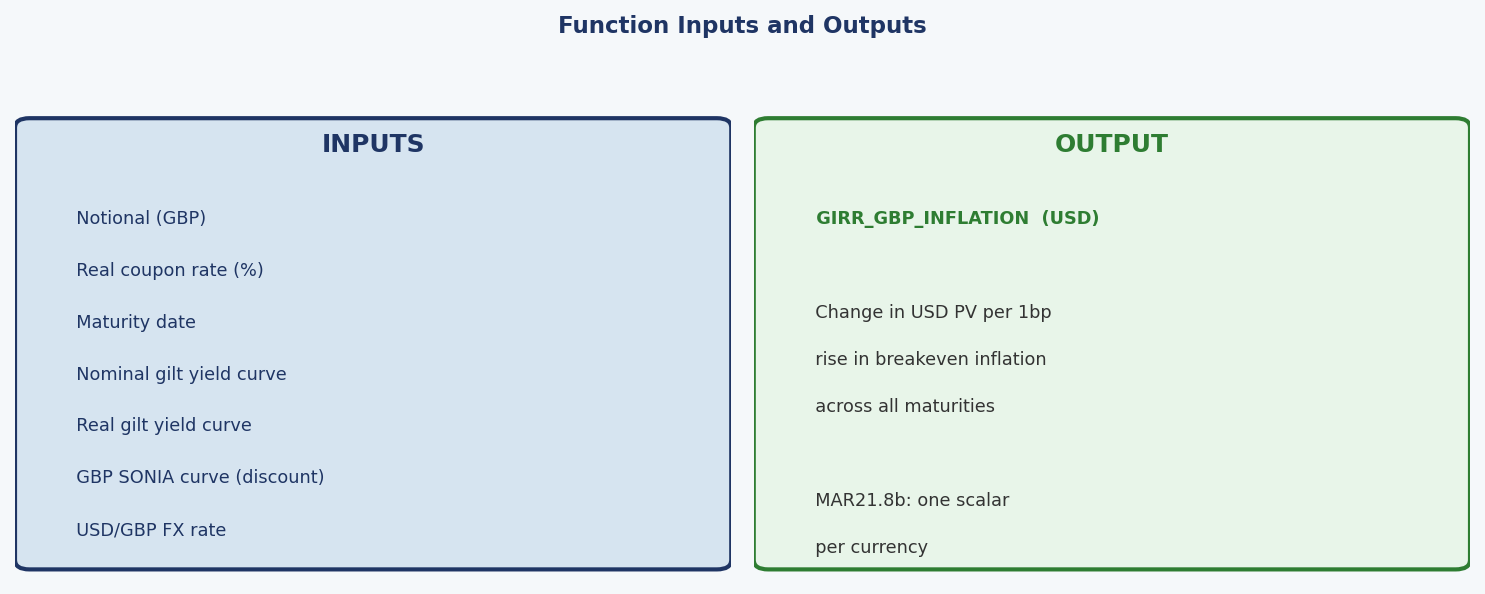 Function Inputs and Outputs
INPUTS
Notional (GBP)
Real coupon rate (%)
Maturity date
Nominal gilt yield curve
Real gilt yield curve
GBP SONIA curve (discount)
USD/GBP FX rate
OUTPUT
GIRR_GBP_INFLATION (USD)
Change in USD PV per 1bp
rise in breakeven inflation
across all maturities
MAR21.8b: one scalar
per currency